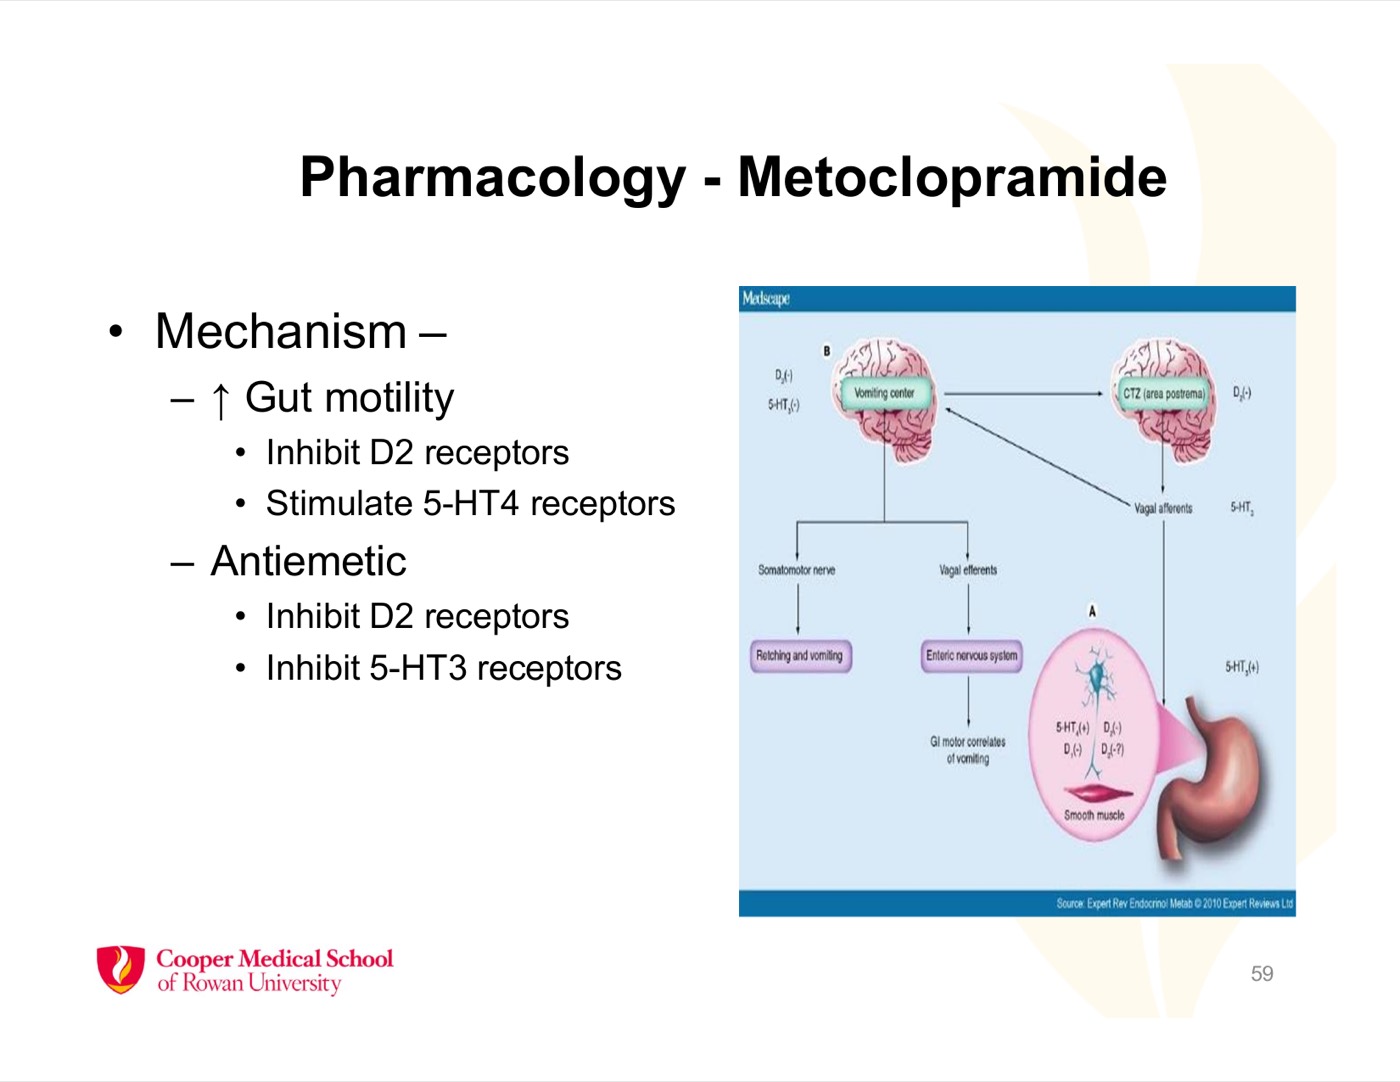 Pharmacology - Metoclopramide
• Mechanism –
– ↑ Gut motility
• Inhibit D2 receptors
• Stimulate 5-HT4 receptors
– Antiemetic
• Inhibit D2 receptors
• Inhibit 5-HT3 receptors
Medscape
B
D₂(-)
5-HT₃(-)
Vomiting center
CTZ (area postrema)
D₂(-)
Vagal afferents
5-HT₃
Somatomotor nerve
Vagal efferents
A
Retching and vomiting
Enteric nervous system
5-HT₄(+) D₂(-)
D₁(-) D₂(-?)
Smooth muscle
GI motor correlates
of vomiting
Source: Expert Rev Endocrinol Metab © 2010 Expert Reviews Ltd
Cooper Medical School
of Rowan University
59